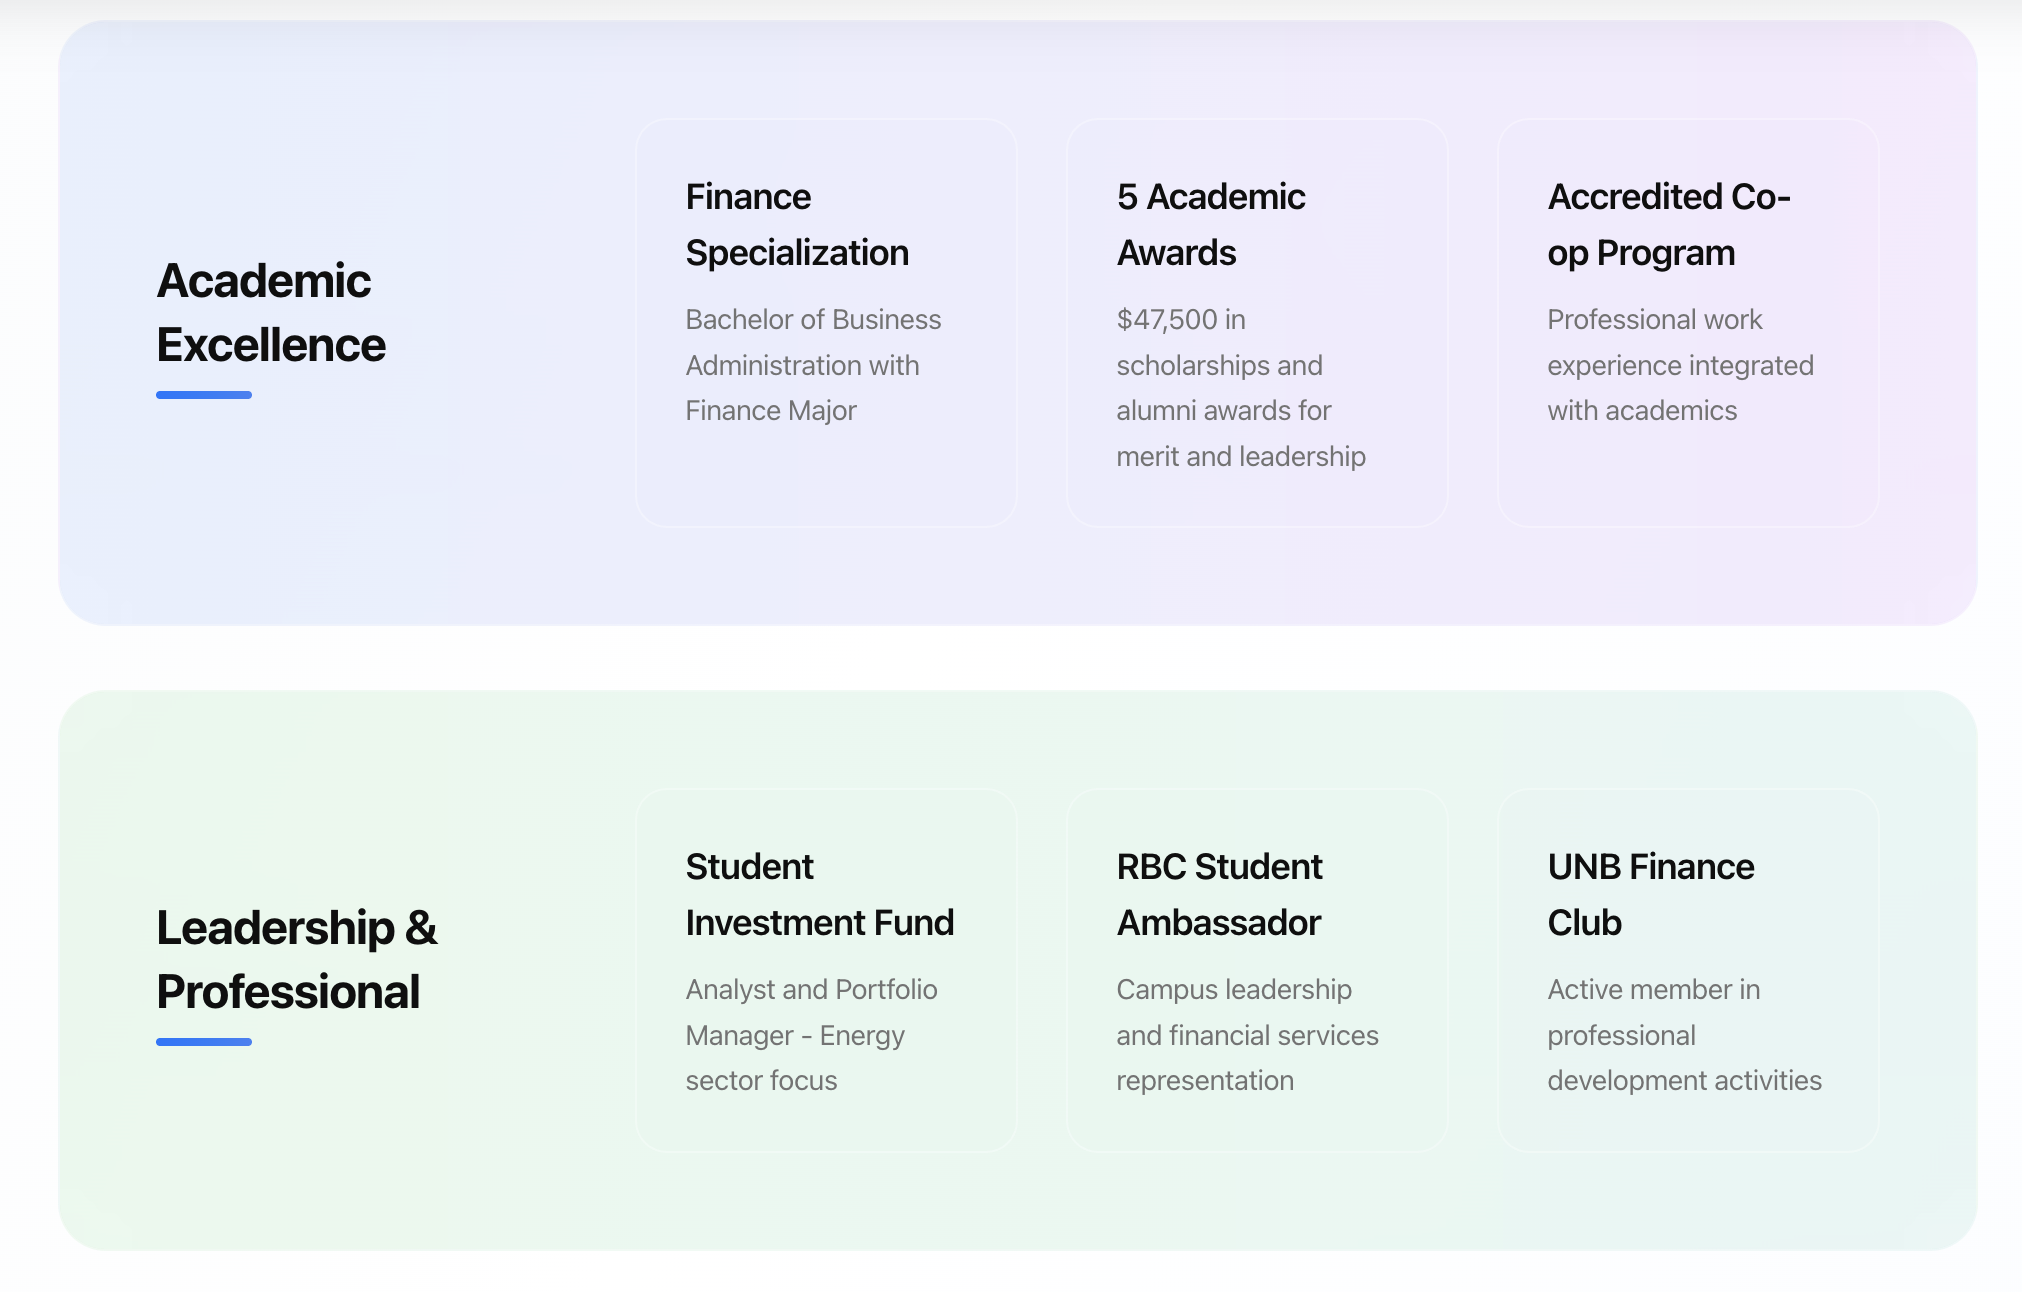 Academic
Excellence
Finance
Specialization
Bachelor of Business
Administration with
Finance Major
5 Academic
Awards
$47,500 in
scholarships and
alumni awards for
merit and leadership
Accredited Co-
op Program
Professional work
experience integrated
with academics
Leadership &
Professional
Student
Investment Fund
Analyst and Portfolio
Manager - Energy
sector focus
RBC Student
Ambassador
Campus leadership
and financial services
representation
UNB Finance
Club
Active member in
professional
development activities